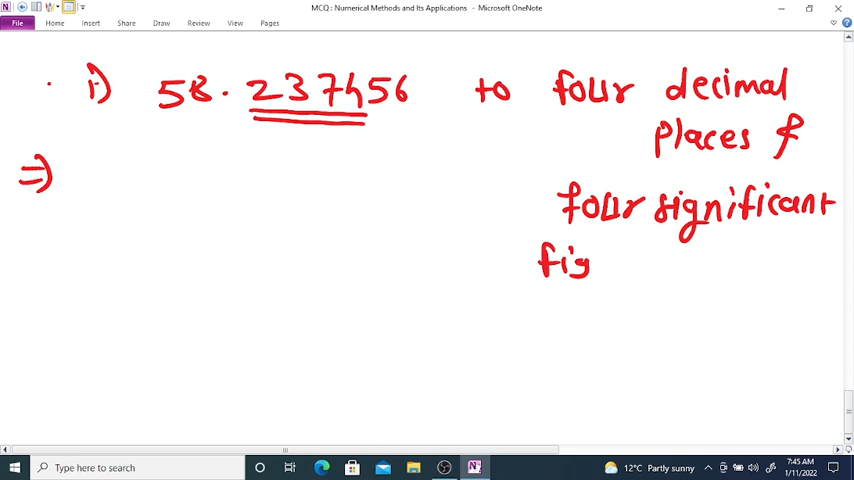 MCQ : Numerical Methods and Its Applications - Microsoft OneNote
File Home Insert Share Draw Review View Pages
i) 58.237456 to four decimal
places &
⇒
four significant
fig
Type here to search
12°C Partly sunny
7:45 AM
1/11/2022